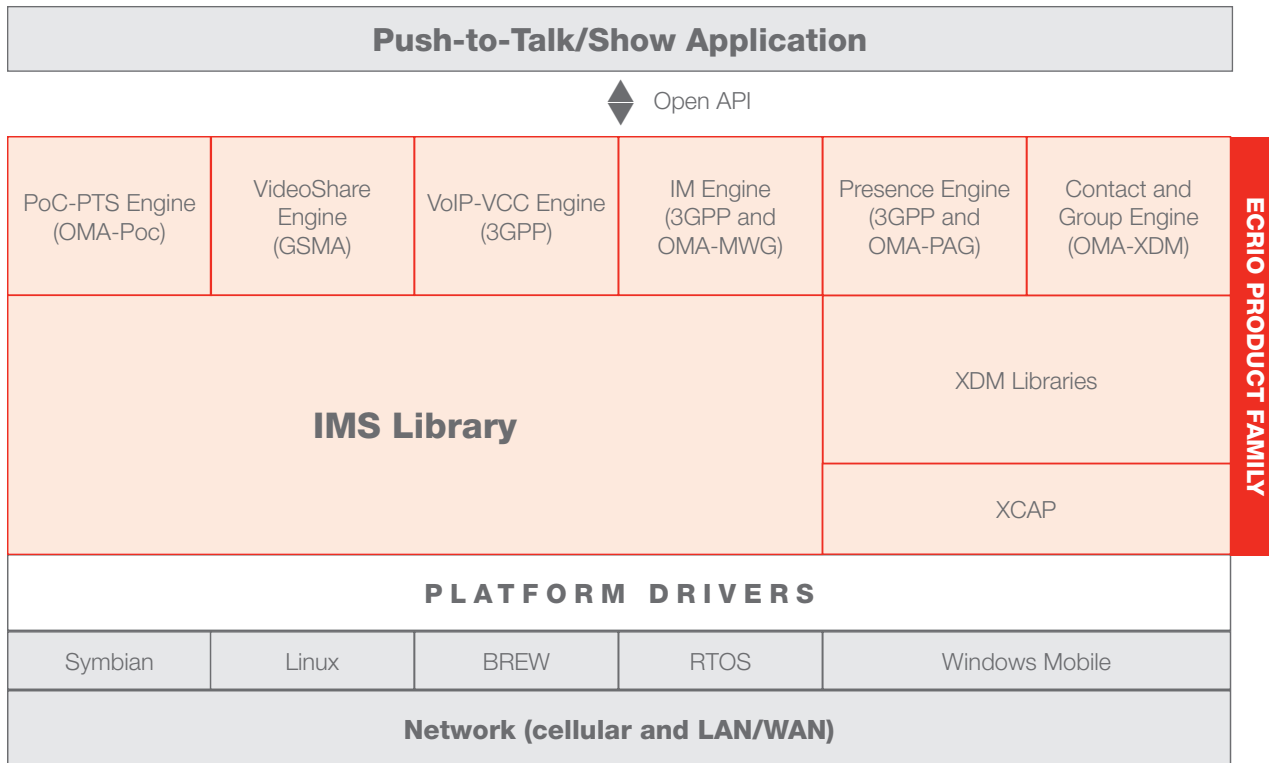 Push-to-Talk/Show Application
Open API
PoC-PTS Engine
(OMA-Poc)
VideoShare
Engine
(GSMA)
VoIP-VCC Engine
(3GPP)
IM Engine
(3GPP and
OMA-MWG)
Presence Engine
(3GPP and
OMA-PAG)
Contact and
Group Engine
(OMA-XDM)
ECRIO PRODUCT FAMILY
IMS Library
XDM Libraries
XCAP
PLATFORM DRIVERS
Symbian
Linux
BREW
RTOS
Windows Mobile
Network (cellular and LAN/WAN)